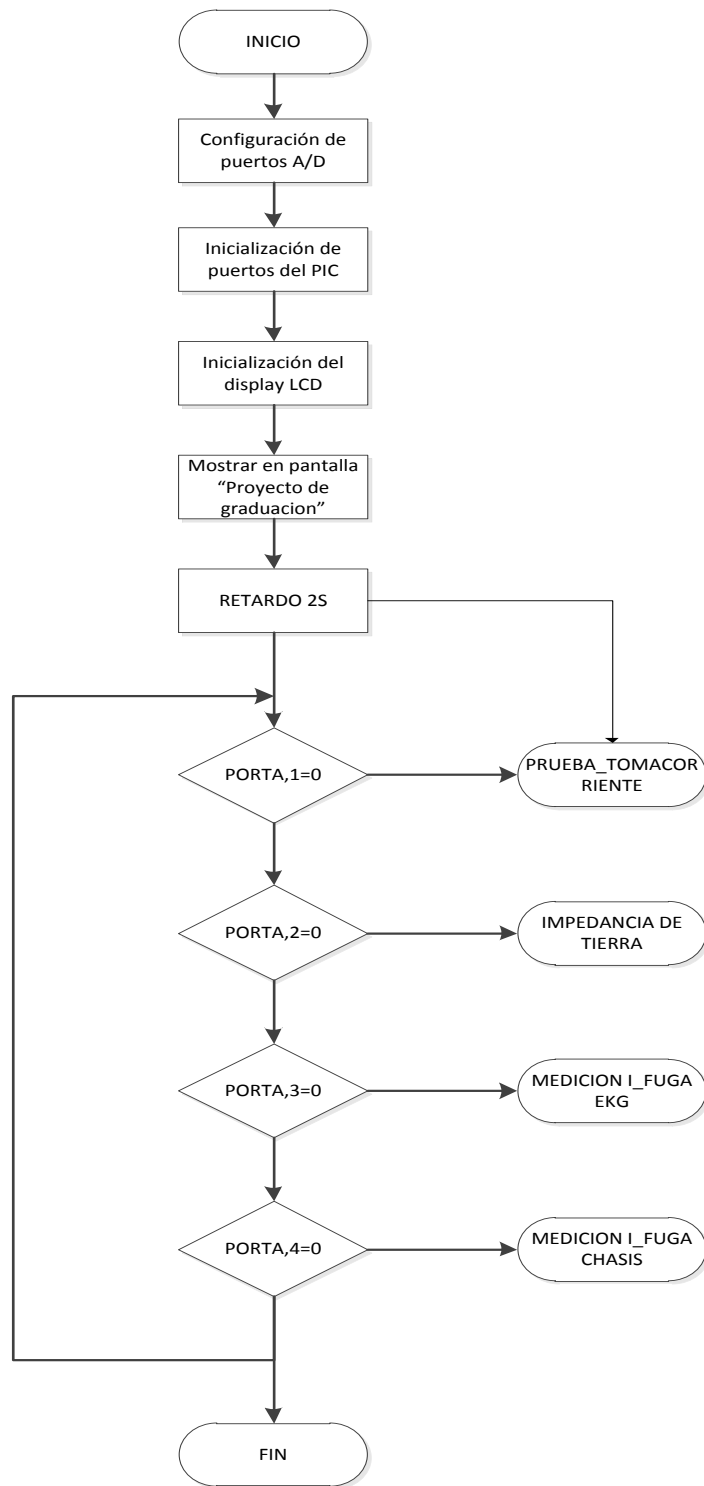 INICIO
Configuración de
puertos A/D
Inicialización de
puertos del PIC
Inicialización del
display LCD
Mostrar en pantalla
“Proyecto de
graduacion”
RETARDO 2S
PORTA,1=0
PRUEBA_TOMACOR
RIENTE
PORTA,2=0
IMPEDANCIA DE
TIERRA
PORTA,3=0
MEDICION I_FUGA
EKG
PORTA,4=0
MEDICION I_FUGA
CHASIS
FIN